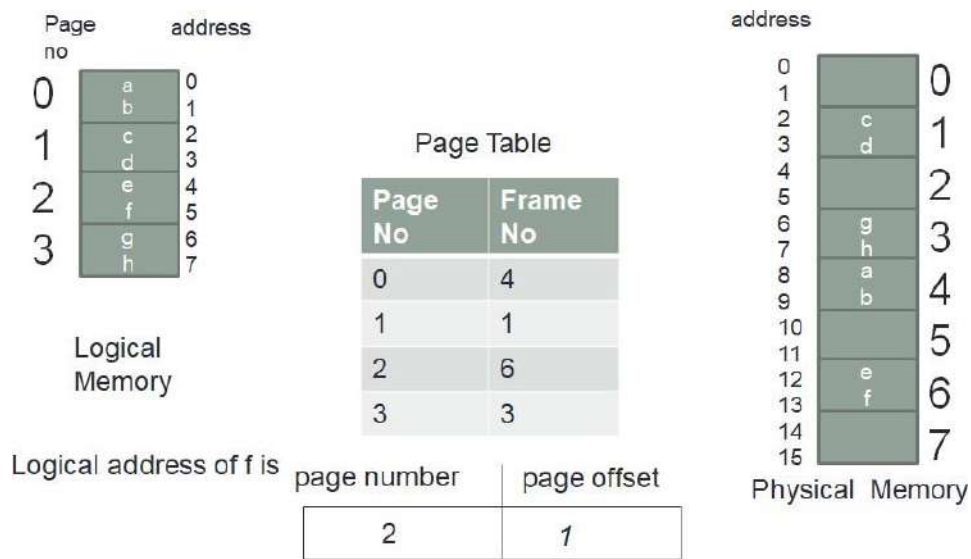 Page
no
address
0
1
2
3
a
b
c
d
e
f
g
h
0
1
2
3
4
5
6
7
Logical
Memory
Page Table
Page No
Frame No
0 4
1 1
2 6
3 3
address
0
1
2
3
4
5
6
7
8
9
10
11
12
13
14
15
c
d
g
h
a
b
e
f
0
1
2
3
4
5
6
7
Physical Memory
Logical address of f is
page number page offset
2 1